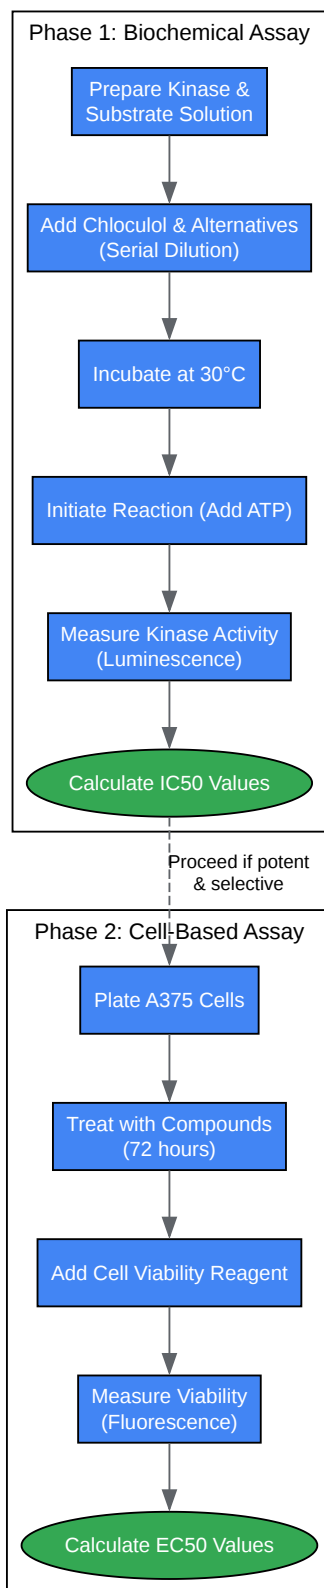 Phase 1: Biochemical Assay
Prepare Kinase &
Substrate Solution
Add Chloculol & Alternatives
(Serial Dilution)
Incubate at 30°C
Initiate Reaction (Add ATP)
Measure Kinase Activity
(Luminescence)
Calculate IC50 Values
Proceed if potent
& selective
Phase 2: Cell-Based Assay
Plate A375 Cells
Treat with Compounds
(72 hours)
Add Cell Viability Reagent
Measure Viability
(Fluorescence)
Calculate EC50 Values